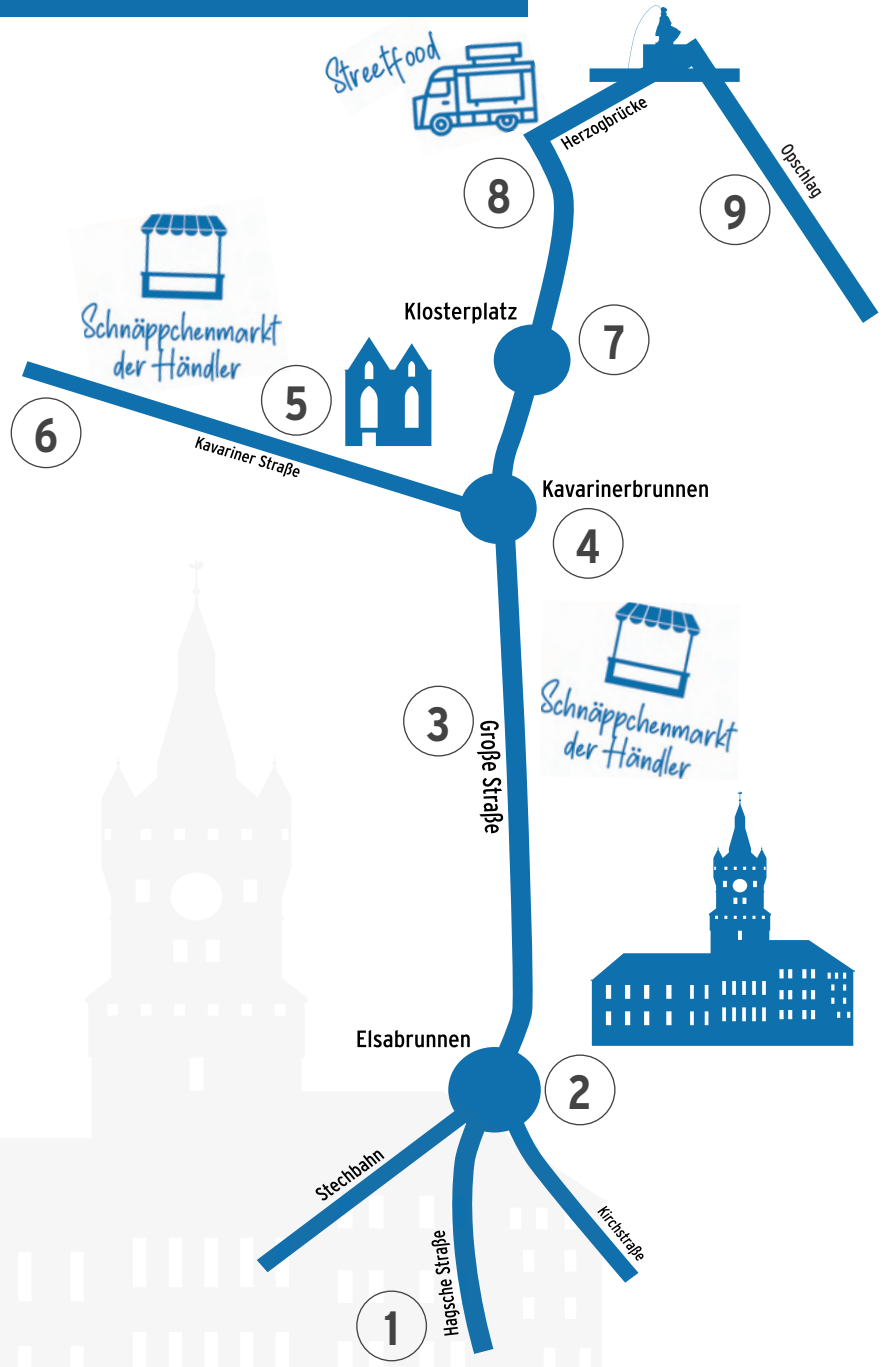 Streetfood
Herzogbrücke
Opschlag
8
9
Schnäppchenmarkt
der Händler
Klosterplatz
7
5
6
Kavariner Straße
Kavarinerbrunnen
4
Schnäppchenmarkt
der Händler
3
Große Straße
Elsabrunnen
2
Stechbahn
Kirchstraße
Hagsche Straße
1